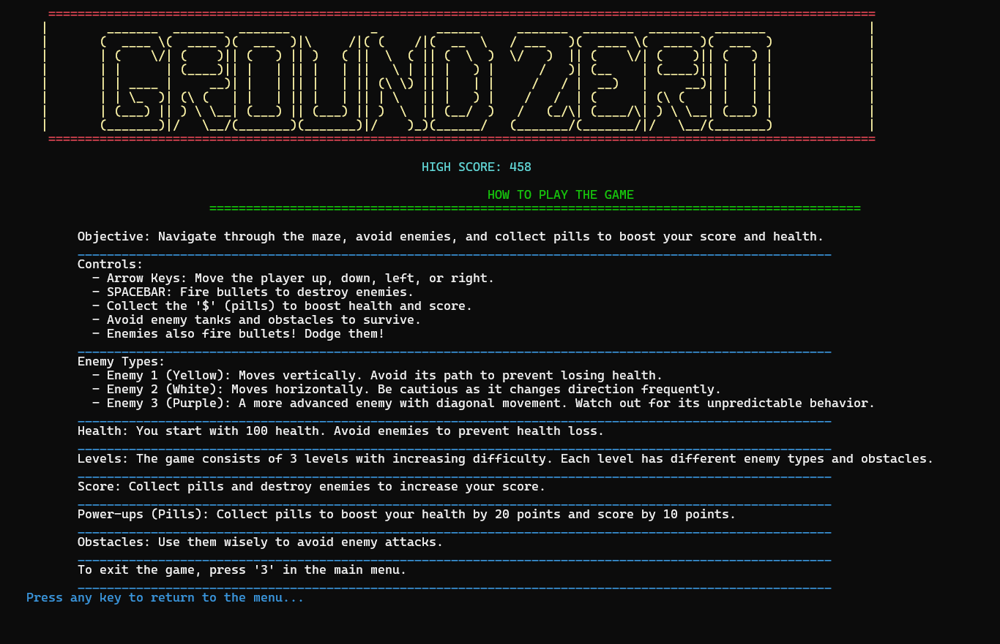 GROUND ZERO
HIGH SCORE: 458
HOW TO PLAY THE GAME
Objective: Navigate through the maze, avoid enemies, and collect pills to boost your score and health.
Controls:
- Arrow Keys: Move the player up, down, left, or right.
- SPACEBAR: Fire bullets to destroy enemies.
- Collect the '$' (pills) to boost health and score.
- Avoid enemy tanks and obstacles to survive.
- Enemies also fire bullets! Dodge them!
Enemy Types:
- Enemy 1 (Yellow): Moves vertically. Avoid its path to prevent losing health.
- Enemy 2 (White): Moves horizontally. Be cautious as it changes direction frequently.
- Enemy 3 (Purple): A more advanced enemy with diagonal movement. Watch out for its unpredictable behavior.
Health: You start with 100 health. Avoid enemies to prevent health loss.
Levels: The game consists of 3 levels with increasing difficulty. Each level has different enemy types and obstacles.
Score: Collect pills and destroy enemies to increase your score.
Power-ups (Pills): Collect pills to boost your health by 20 points and score by 10 points.
Obstacles: Use them wisely to avoid enemy attacks.
To exit the game, press '3' in the main menu.
Press any key to return to the menu...